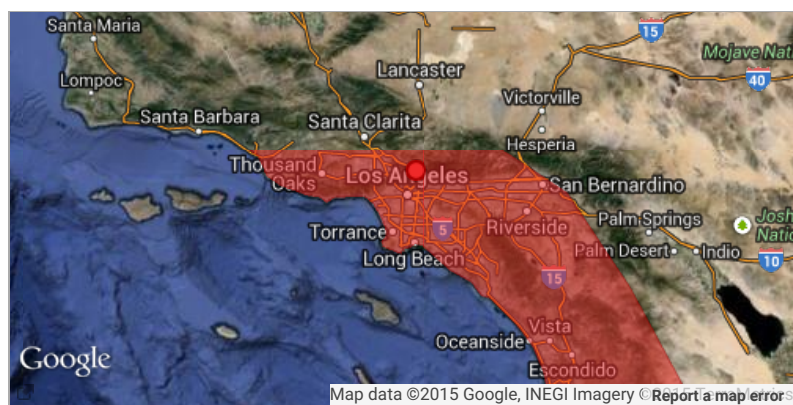 Santa Maria
15
Mojave Nati
Lancaster
40
Lompoc
Victorville
Santa Barbara
Santa Clarita
Hesperia
Thousand
Oaks
Los Angeles
San Bernardino
Palm Springs
Josh
Natio
Torrance
5
Riverside
Palm Desert
Indio
10
Long Beach
15
Oceanside
Vista
Google
Escondido
Map data ©2015 Google, INEGI Imagery ©2015 TerraMetrics
Report a map error